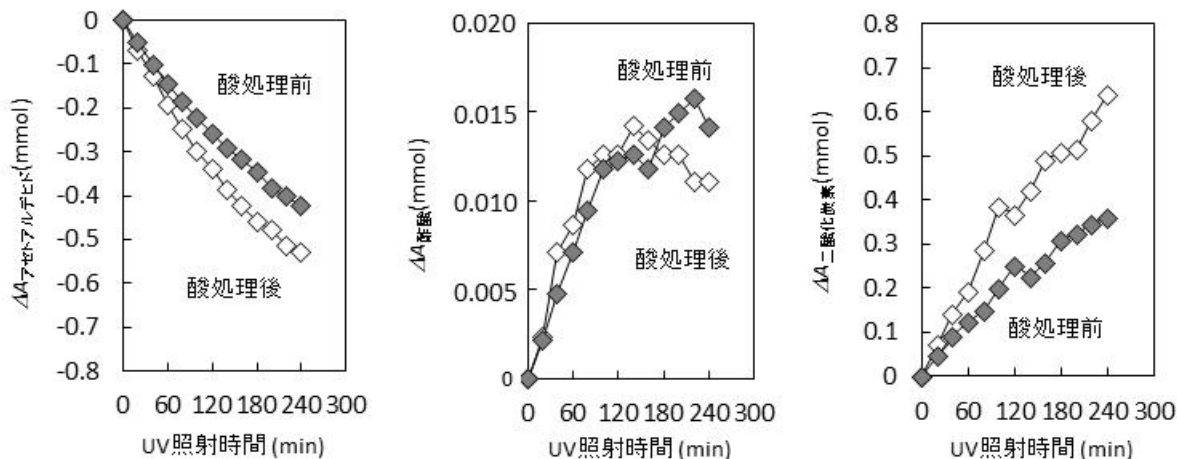 ΔAアセトアルデヒド(mmol)
0
-0.1
-0.2
-0.3
-0.4
-0.5
-0.6
-0.7
-0.8
酸処理前
酸処理後
0 60 120 180 240 300
UV照射時間 (min)
ΔA酢酸(mmol)
0.020
0.015
0.010
0.005
0
酸処理前
酸処理後
0 60 120 180 240 300
UV照射時間 (min)
ΔA二酸化炭素(mmol)
0.8
0.7
0.6
0.5
0.4
0.3
0.2
0.1
0
酸処理後
酸処理前
0 60 120 180 240 300
UV照射時間 (min)